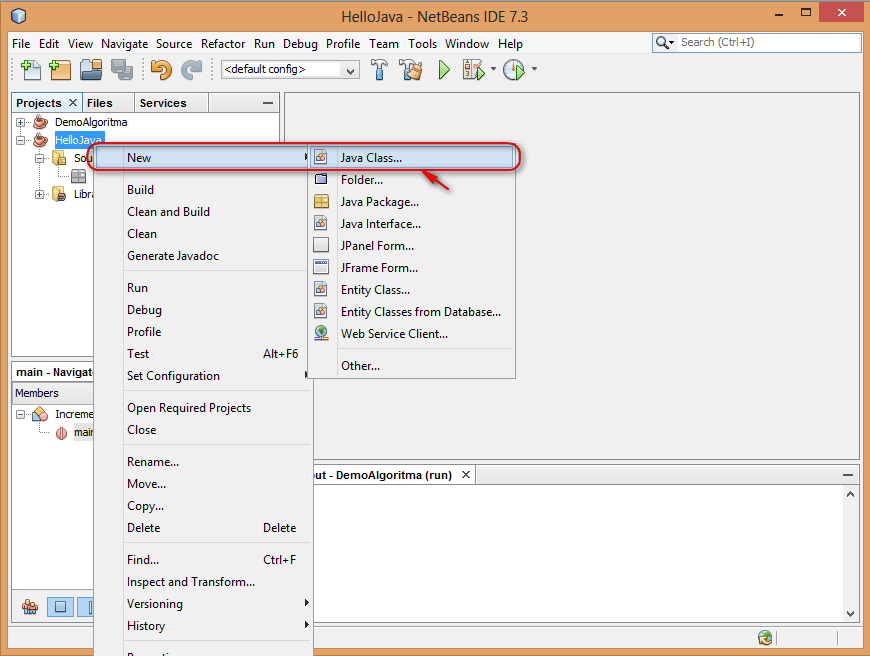 HelloJava - NetBeans IDE 7.3
File Edit View Navigate Source Refactor Run Debug Profile Team Tools Window Help
Search (Ctrl+I)
<default config>
Projects Files Services
DemoAlgoritma
HelloJava
Sou
Libra
New
Build
Clean and Build
Clean
Generate Javadoc
Run
Debug
Profile
Test Alt+F6
Set Configuration
Open Required Projects
Close
Rename...
Move...
Copy...
Delete Delete
Find... Ctrl+F
Inspect and Transform...
Versioning
History
Java Class...
Folder...
Java Package...
Java Interface...
JPanel Form...
JFrame Form...
Entity Class...
Entity Classes from Database...
Web Service Client...
Other...
main - Navigat
Members
Increme
mai
out - DemoAlgoritma (run)